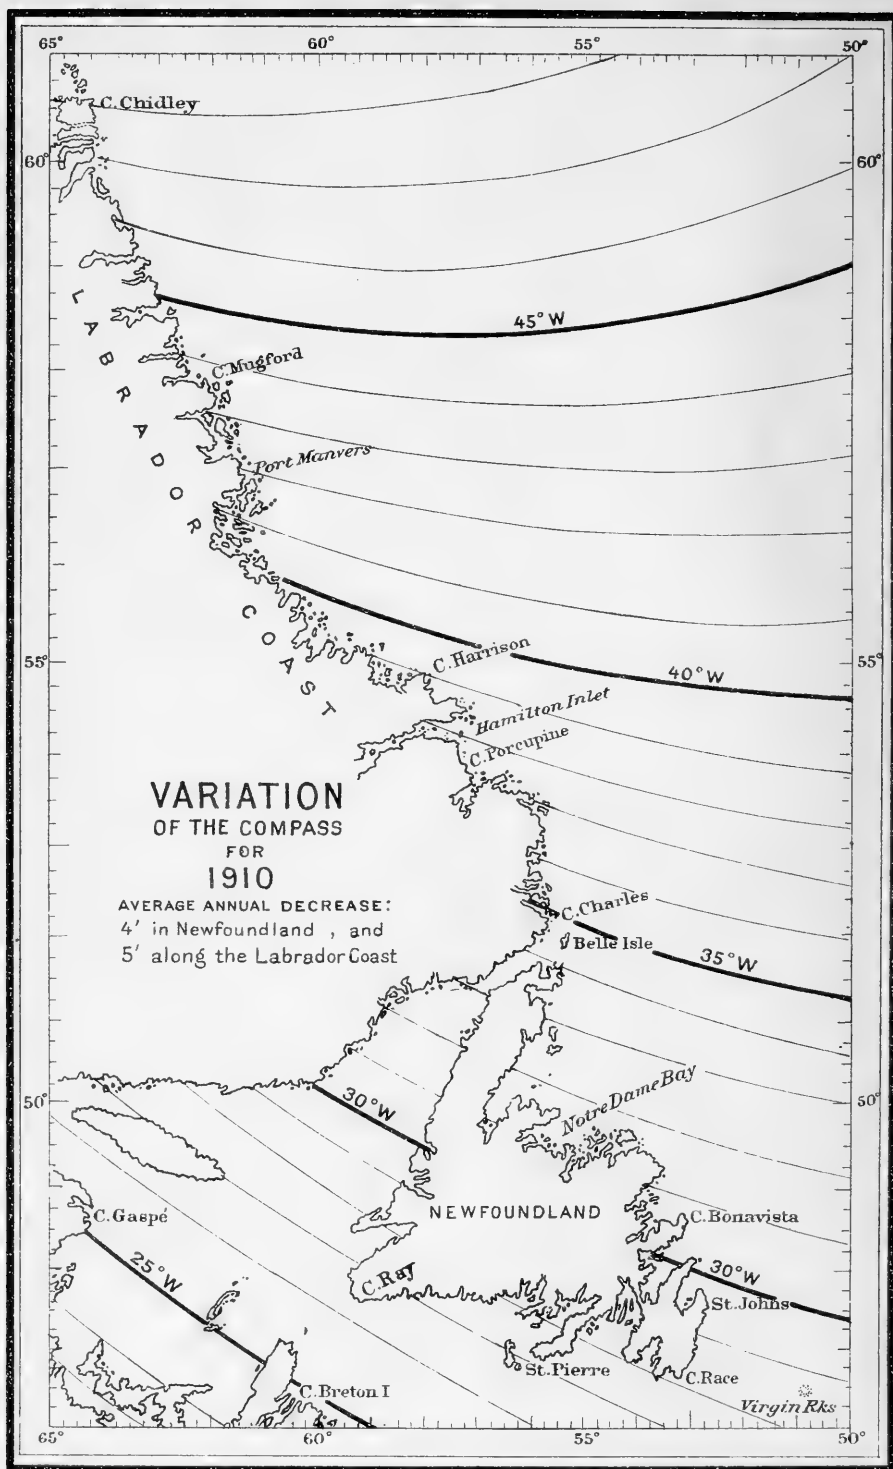 65°
60°
55°
50°
C.Chidley
60°
60°
LABRADOR COAST
45°W
C.Mugford
Port Manvers
C.Harrison
55°
55°
40°W
Hamilton Inlet
C.Porcupine
VARIATION
OF THE COMPASS
FOR
1910
AVERAGE ANNUAL DECREASE:
4' in Newfoundland , and
5' along the Labrador Coast
C.Charles
Belle Isle
35°W
50°
50°
30°W
Notre Dame Bay
C.Gaspé
NEWFOUNDLAND
C.Bonavista
25°W
C.Ray
30°W
St.Johns
St.Pierre
C.Race
C.Breton I
Virgin Rks
65°
60°
55°
50°